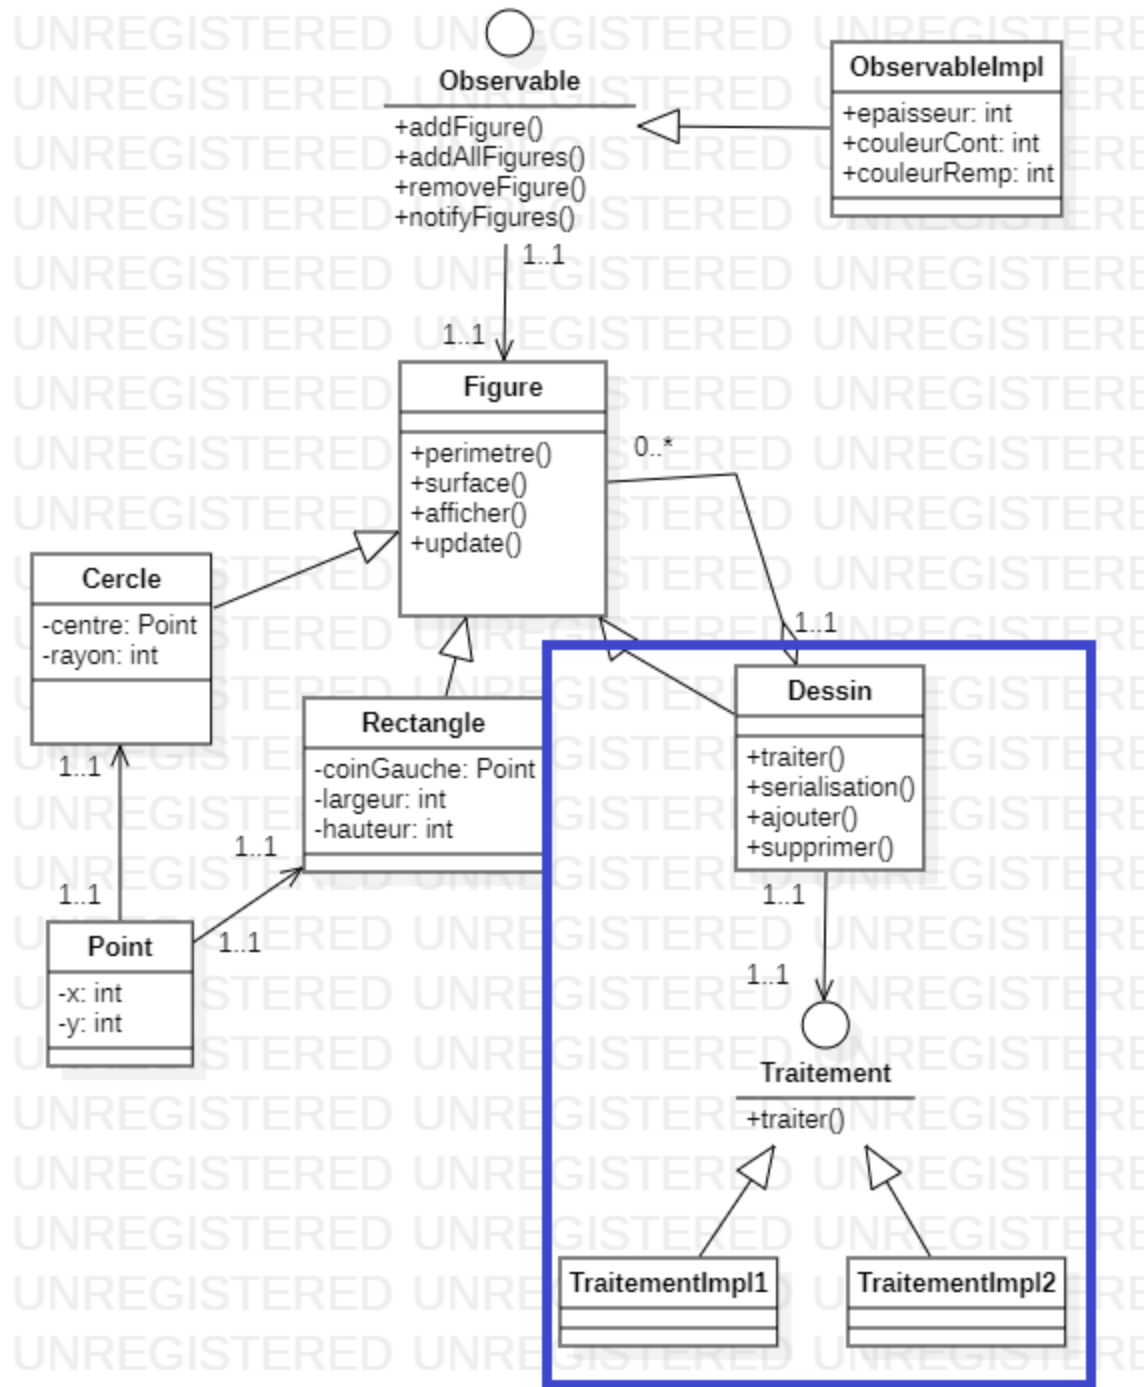 Observable
+addFigure()
+addAllFigures()
+removeFigure()
+notifyFigures()
ObservableImpl
+epaisseur: int
+couleurCont: int
+couleurRemp: int
1..1
1..1
Figure
+perimetre()
+surface()
+afficher()
+update()
0..*
1..1
Cercle
-centre: Point
-rayon: int
1..1
1..1
Rectangle
-coinGauche: Point
-largeur: int
-hauteur: int
1..1
1..1
Point
-x: int
-y: int
Dessin
+traiter()
+serialisation()
+ajouter()
+supprimer()
1..1
1..1
Traitement
+traiter()
TraitementImpl1
TraitementImpl2
UNREGISTERED UNREGISTERED UNREGISTERED